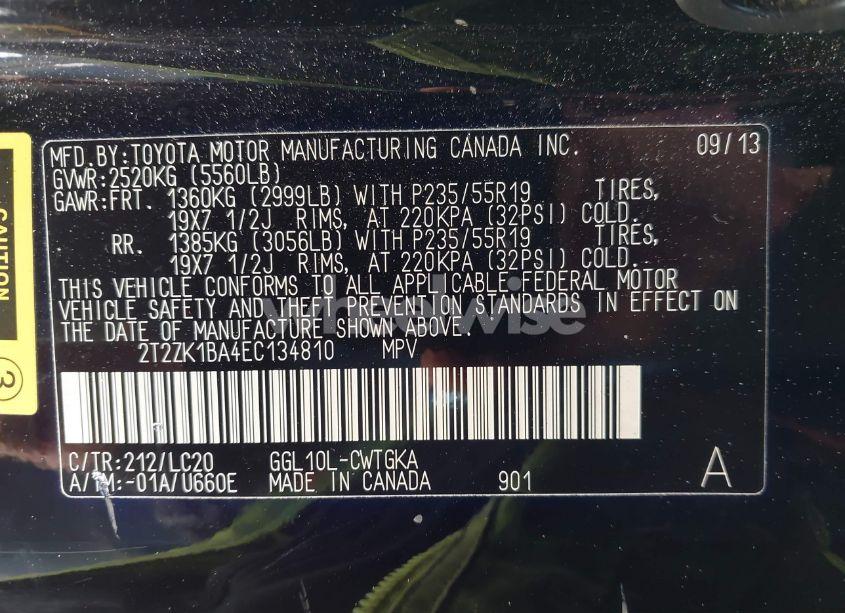 MFD.BY:TOYOTA MOTOR MANUFACTURING CANADA INC. 09/13
GVWR:2520KG (5560LB)
GAWR:FRT. 1360KG (2999LB) WITH P235/55R19 TIRES,
19X7 1/2J RIMS, AT 220KPA (32PSI) COLD.
RR. 1385KG (3056LB) WITH P235/55R19 TIRES,
19X7 1/2J RIMS, AT 220KPA (32PSI) COLD.
THIS VEHICLE CONFORMS TO ALL APPLICABLE FEDERAL MOTOR
VEHICLE SAFETY AND THEFT PREVENTION STANDARDS IN EFFECT ON
THE DATE OF MANUFACTURE SHOWN ABOVE.
2T2ZK1BA4EC134810 MPV
C/TR:212/LC20 GGL10L-CWTGKA A
A/TM:-01A/U660E MADE IN CANADA 901
CAUTION
3
wheelwise